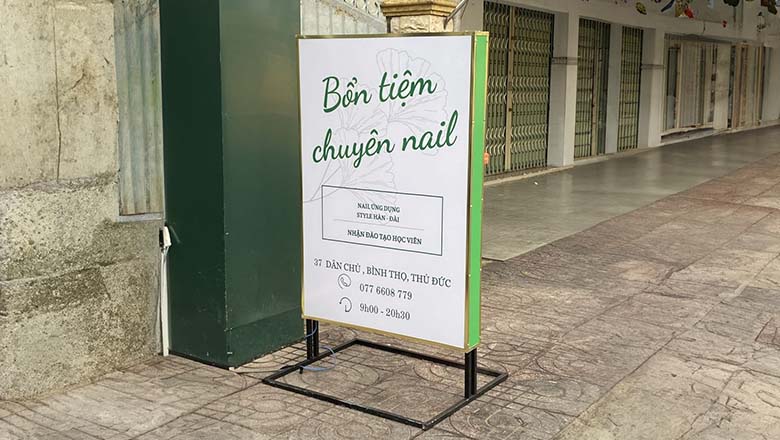 Bổn tiệm
chuyên nail
NAIL ỨNG DỤNG
STYLE HÀN - ĐÀI
NHẬN ĐÀO TẠO HỌC VIÊN
37 DÂN CHỦ , BÌNH THỌ, THỦ ĐỨC
077 6608 779
9h00 - 20h30